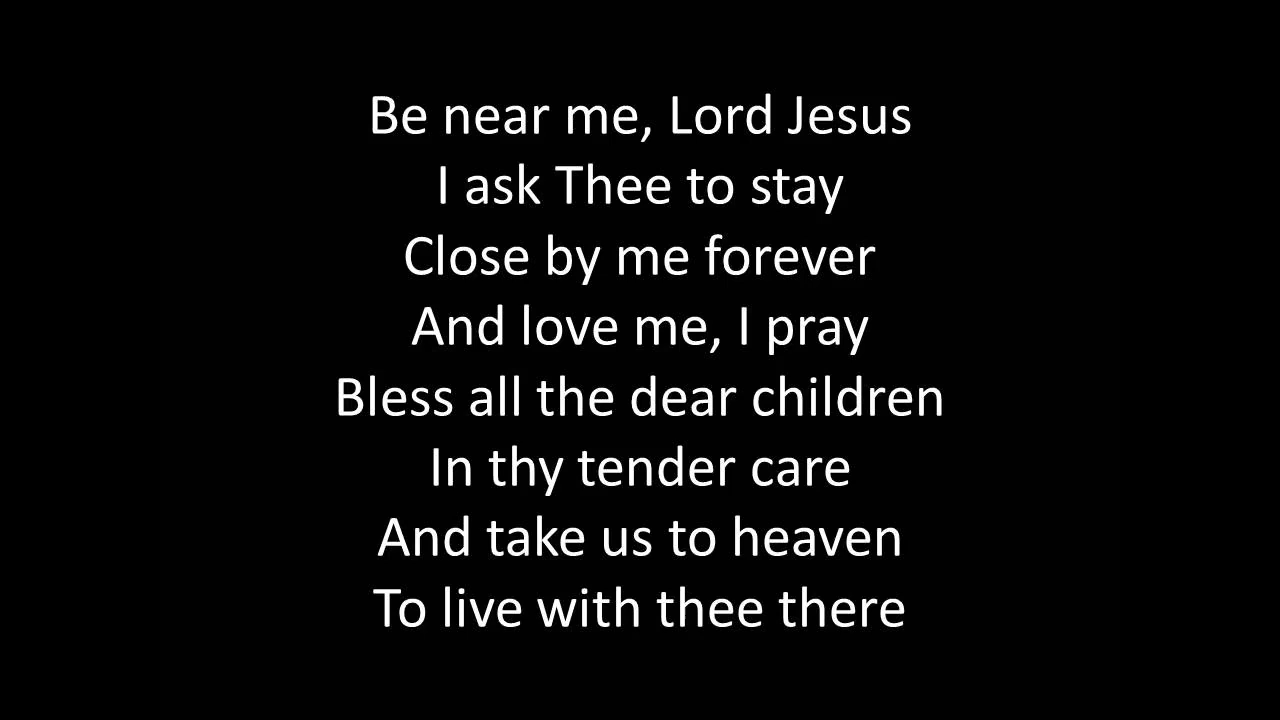 Be near me, Lord Jesus
I ask Thee to stay
Close by me forever
And love me, I pray
Bless all the dear children
In thy tender care
And take us to heaven
To live with thee there